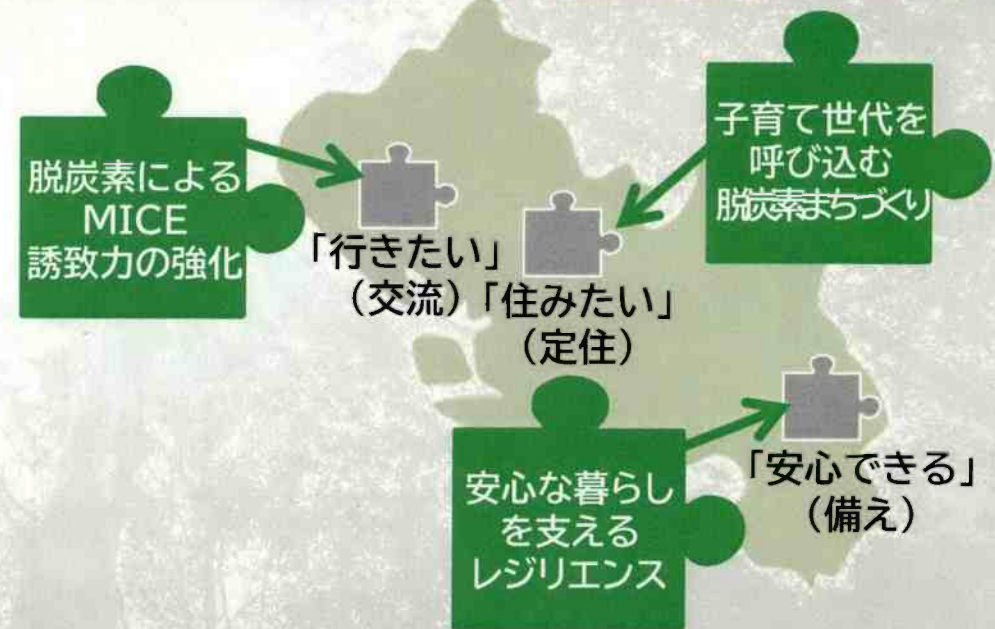 脱炭素による
MICE
誘致力の強化
子育て世代を
呼び込む
脱炭素まちづくり
「行きたい」
（交流）
「住みたい」
（定住）
安心な暮らし
を支える
レジリエンス
「安心できる」
（備え）